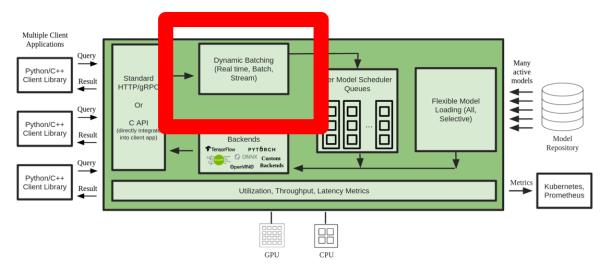 Multiple Client
Applications
Python/C++
Client Library
Query
Result
Python/C++
Client Library
Query
Result
Python/C++
Client Library
Query
Result
Standard
HTTP/gRPC
Or
C API
(directly integrate
into client app)
Dynamic Batching
(Real time, Batch,
Stream)
Model Scheduler
Queues
...
Flexible Model
Loading (All,
Selective)
Backends
TensorFlow
PYTORCH
ONNX
OpenVINO
Custom
Backends
Utilization, Throughput, Latency Metrics
Many
active
models
Model
Repository
Metrics
Kubernetes,
Prometheus
GPU
CPU